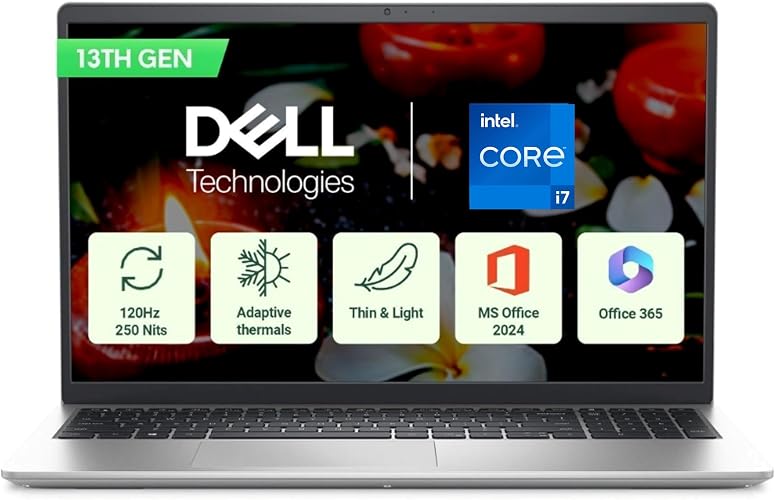 13TH GEN
DELL
Technologies
intel.
CORE
i7
120Hz
250 Nits
Adaptive
thermals
Thin & Light
MS Office
2024
Office 365